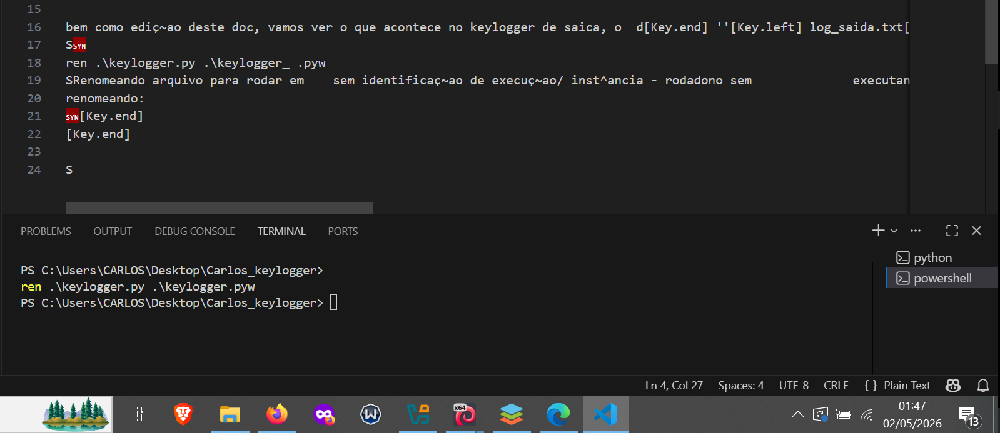 15
16 bem como ediç~ao deste doc, vamos ver o que acontece no keylogger de saica, o  d[Key.end] ''[Key.left] log_saida.txt[
17 SSYN
18 ren .\keylogger.py .\keylogger_ .pyw
19 SRenomeando arquivo para rodar em    sem identificaç~ao de execuç~ao/ inst^ancia - rodadono sem              executan
20 renomeando:
21 SYN[Key.end]
22 [Key.end]
23
24 S
PROBLEMS OUTPUT DEBUG CONSOLE TERMINAL PORTS
python
PS C:\Users\CARLOS\Desktop\Carlos_keylogger>
powershell
ren .\keylogger.py .\keylogger.pyw
PS C:\Users\CARLOS\Desktop\Carlos_keylogger>
Ln 4, Col 27 Spaces: 4 UTF-8 CRLF { } Plain Text
W x64 01:47
02/05/2026 13